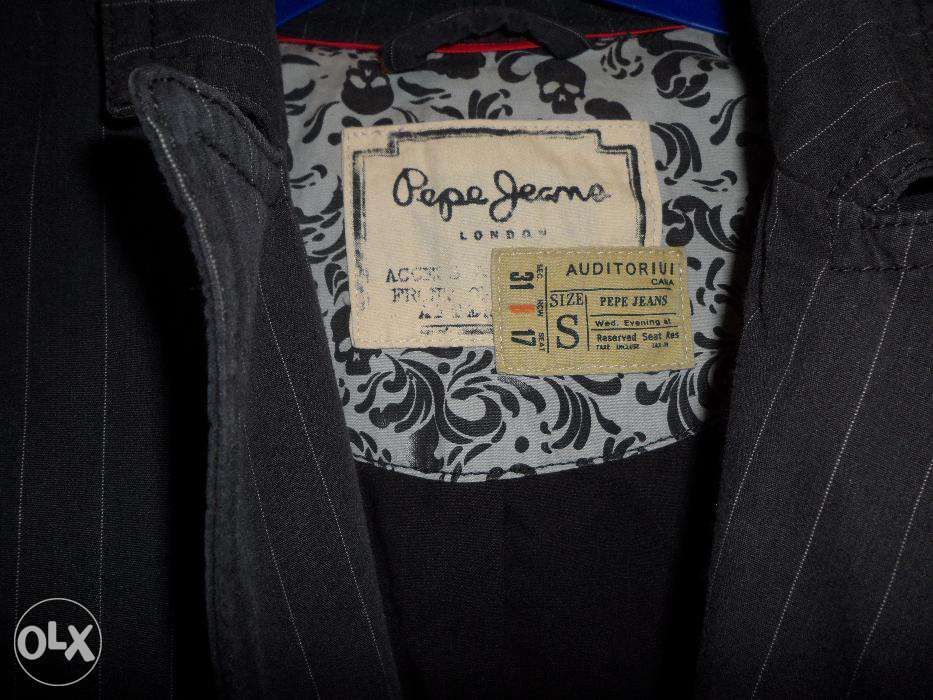 Pepe Jeans
LONDON
AUDITORIUI
CANA
SEC.
31
ROW
SEAT
17
SIZE
S
PEPE JEANS
Wed. Evening at
Reserved Seat Res
OLX